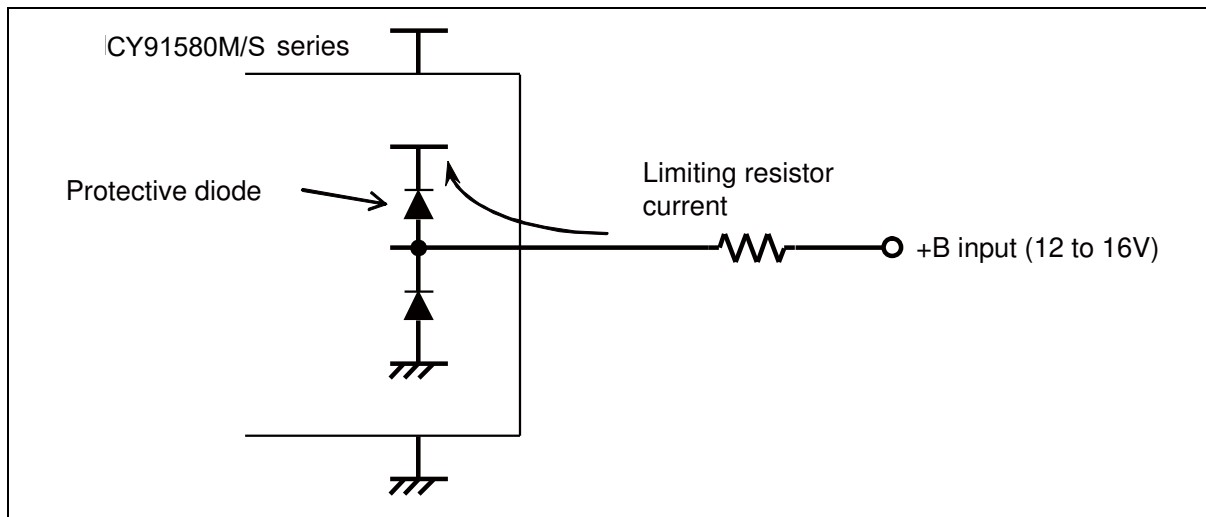 CY91580M/S series
Protective diode
Limiting resistor
current
+B input (12 to 16V)